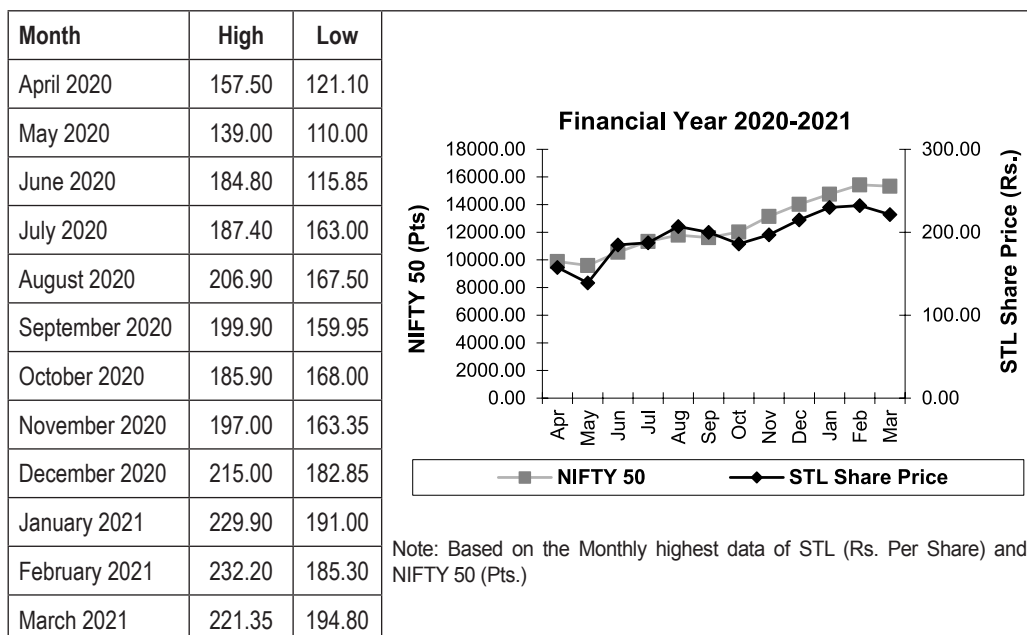 Month High Low
April 2020 157.50 121.10
May 2020 139.00 110.00
June 2020 184.80 115.85
July 2020 187.40 163.00
August 2020 206.90 167.50
September 2020 199.90 159.95
October 2020 185.90 168.00
November 2020 197.00 163.35
December 2020 215.00 182.85
January 2021 229.90 191.00
February 2021 232.20 185.30
March 2021 221.35 194.80
Financial Year 2020-2021
NIFTY 50 (Pts)
18000.00
16000.00
14000.00
12000.00
10000.00
8000.00
6000.00
4000.00
2000.00
0.00
300.00
200.00
100.00
0.00
STL Share Price (Rs.)
Apr May Jun Jul Aug Sep Oct Nov Dec Jan Feb Mar
NIFTY 50 STL Share Price
Note: Based on the Monthly highest data of STL (Rs. Per Share) and
NIFTY 50 (Pts.)